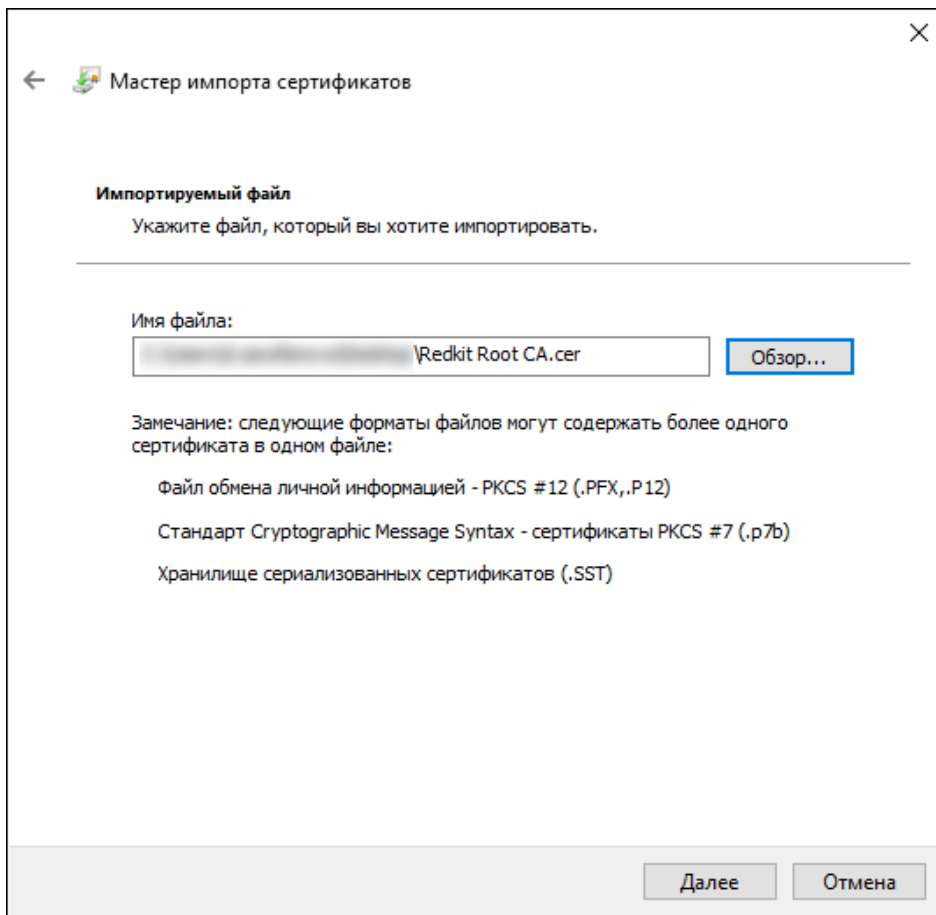 Мастер импорта сертификатов
Импортируемый файл
Укажите файл, который вы хотите импортировать.
Имя файла:
\Redkit Root CA.cer
Обзор...
Замечание: следующие форматы файлов могут содержать более одного
сертификата в одном файле:
Файл обмена личной информацией - PKCS #12 (.PFX,.P12)
Стандарт Cryptographic Message Syntax - сертификаты PKCS #7 (.p7b)
Хранилище сериализованных сертификатов (.SST)
Далее
Отмена